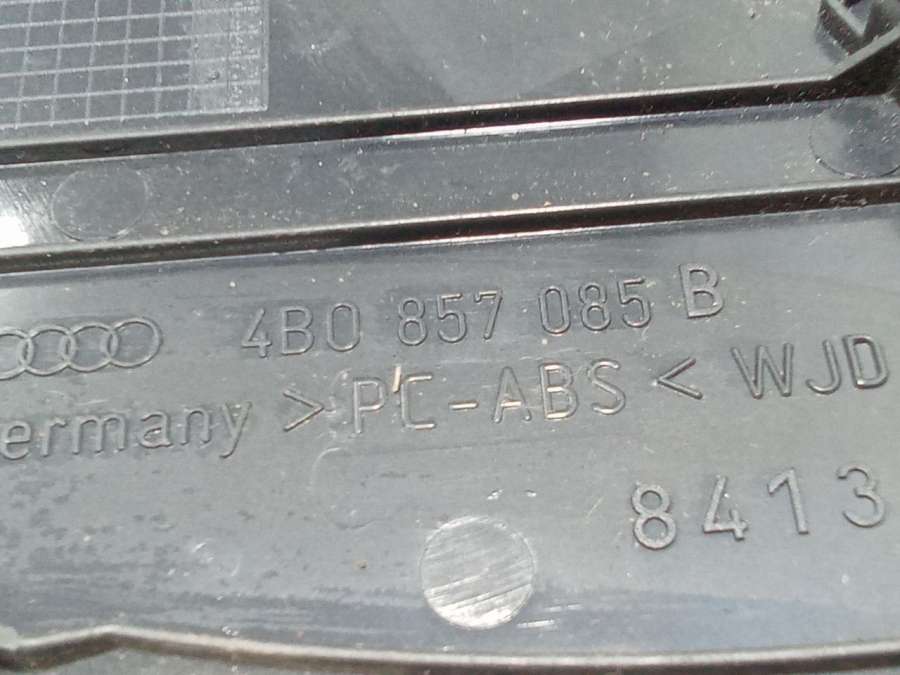 4B0 857 085 B
ermany >PC-ABS< WJD
8413